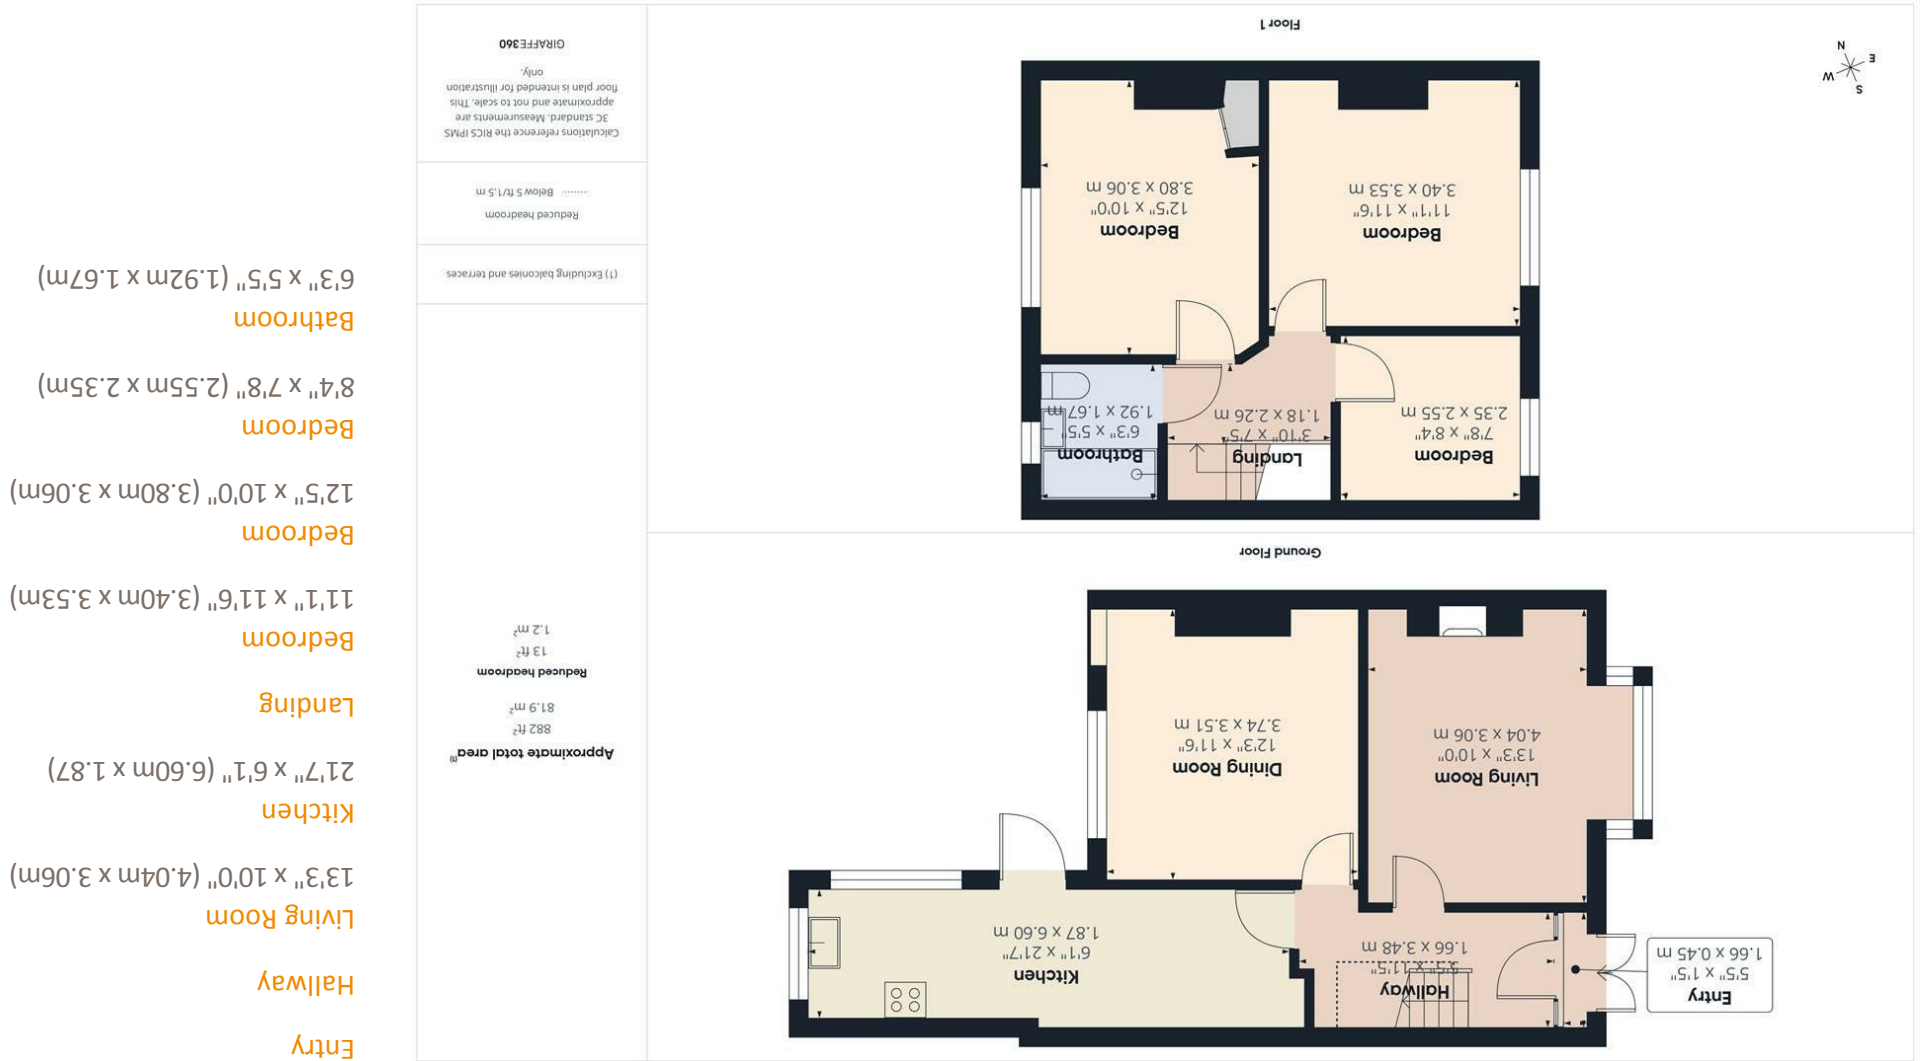 Entry
Hallway
Living Room
13'3" x 10'0" (4.04m x 3.06m)
Kitchen
21'7" x 6'1" (6.60m x 1.87)
Landing
Bedroom
11'1" x 11'6" (3.40m x 3.53m)
Bedroom
12'5" x 10'0" (3.80m x 3.06m)
Bedroom
8'4" x 7'8" (2.55m x 2.35m)
Bathroom
6'3" x 5'5" (1.92m x 1.67m)
Entry
5'5" x 1'5"
1.66 x 0.45 m
Hallway
5'5" x 11'5"
1.66 x 3.48 m
Kitchen
6'1" x 21'7"
1.87 x 6.60 m
Living Room
13'3" x 10'0"
4.04 x 3.06 m
Dining Room
12'3" x 11'6"
3.74 x 3.51 m
Ground Floor
Bedroom
7'8" x 8'4"
2.35 x 2.55 m
Landing
3'10" x 7'5"
1.18 x 2.26 m
Bathroom
6'3" x 5'5"
1.92 x 1.67 m
Bedroom
11'1" x 11'6"
3.40 x 3.53 m
Bedroom
12'5" x 10'0"
3.80 x 3.06 m
Floor 1
S
E
W
N
Approximate total area(1)
882 ft²
81.9 m²
Reduced headroom
13 ft²
1.2 m²
(1) Excluding balconies and terraces
Reduced headroom
Below 5 ft/1.5 m
Calculations reference the RICS IPMS
3C standard. Measurements are
approximate and not to scale. This
floor plan is intended for illustration
only.
GIRAFFE360